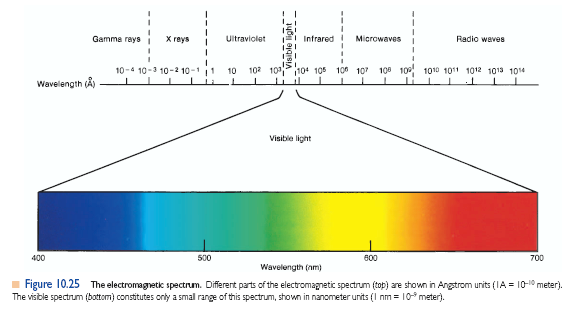 Gamma rays X rays Ultraviolet Visible light Infrared Microwaves Radio waves
10⁻⁴ 10⁻³ 10⁻² 10⁻¹ 1 10 10² 10³ 10⁴ 10⁵ 10⁶ 10⁷ 10⁸ 10⁹ 10¹⁰ 10¹¹ 10¹² 10¹³ 10¹⁴
Wavelength (Å)
Visible light
400 500 600 700
Wavelength (nm)
Figure 10.25 The electromagnetic spectrum. Different parts of the electromagnetic spectrum (top) are shown in Angstrom units (1A = 10⁻¹⁰ meter).
The visible spectrum (bottom) constitutes only a small range of this spectrum, shown in nanometer units (1 nm = 10⁻⁹ meter).